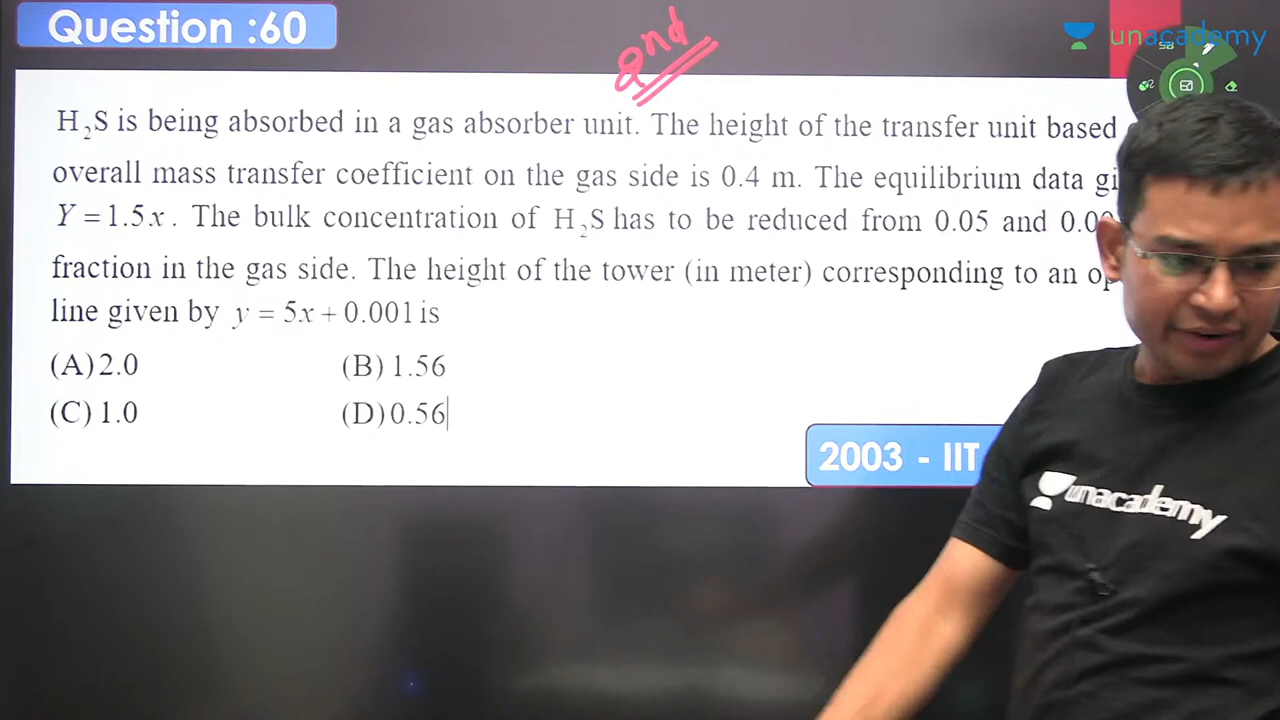 Question :60
2nd
unacademy
H₂S is being absorbed in a gas absorber unit. The height of the transfer unit based
overall mass transfer coefficient on the gas side is 0.4 m. The equilibrium data
Y = 1.5x. The bulk concentration of H₂S has to be reduced from 0.05 and
fraction in the gas side. The height of the tower (in meter) corresponding to an
line given by y = 5x + 0.001 is
(A) 2.0 (B) 1.56
(C) 1.0 (D) 0.56
2003 - IIT
unacademy